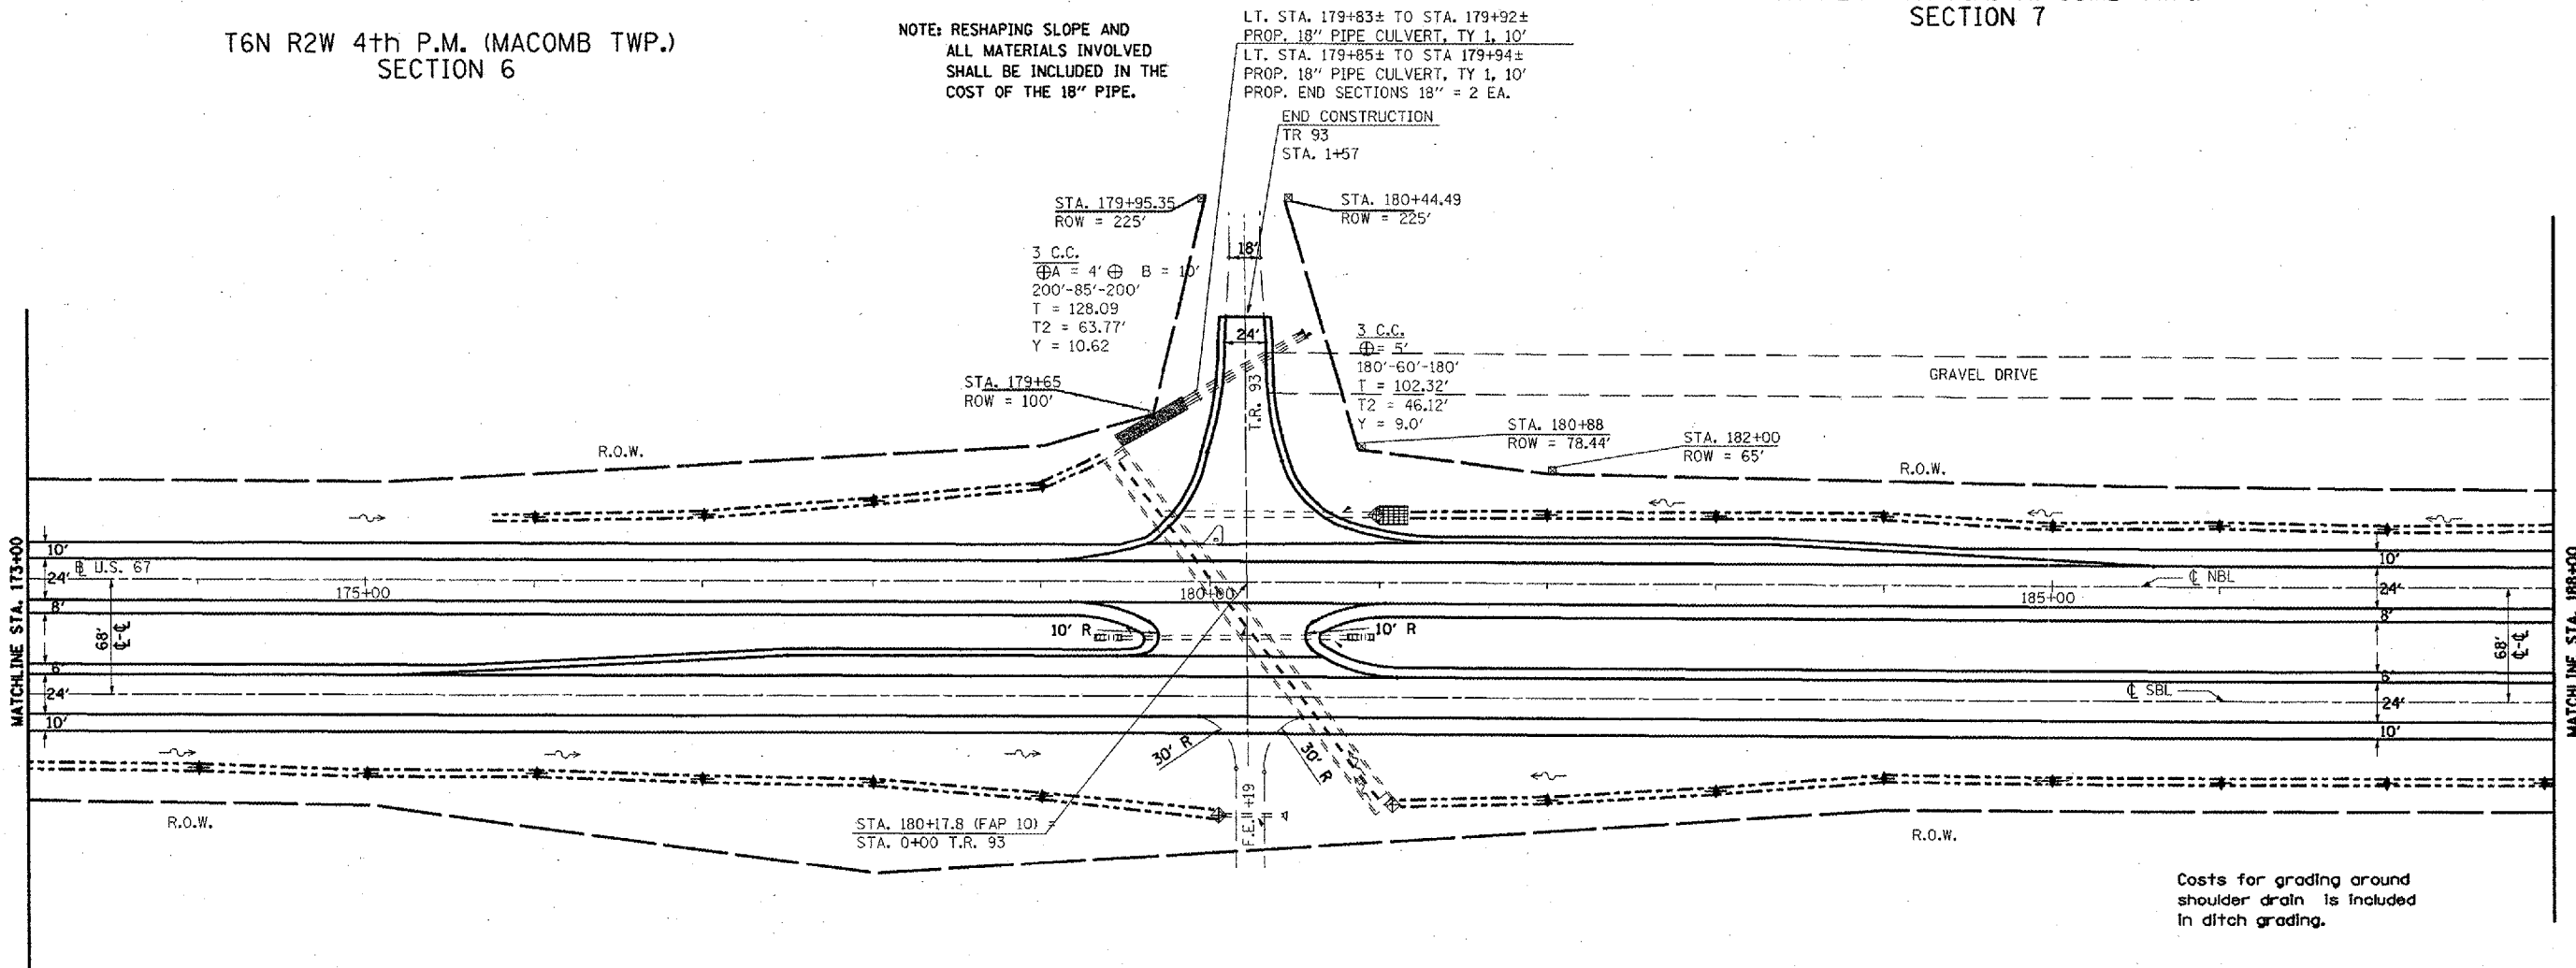 T6N R2W 4th P.M. (MACOMB TWP.)
SECTION 6
NOTE: RESHAPING SLOPE AND
ALL MATERIALS INVOLVED
SHALL BE INCLUDED IN THE
COST OF THE 18" PIPE.
LT. STA. 179+83± TO STA. 179+92±
PROP. 18" PIPE CULVERT, TY 1, 10'
LT. STA. 179+85± TO STA 179+94±
PROP. 18" PIPE CULVERT, TY 1, 10'
PROP. END SECTIONS 18" = 2 EA.
SECTION 7
END CONSTRUCTION
TR 93
STA. 1+57
STA. 179+95.35
ROW = 225'
STA. 180+44.49
ROW = 225'
18'
3 C.C.
⊕A = 4' ⊕ B = 10'
200'-85'-200'
T = 128.09
T2 = 63.77'
Y = 10.62
24'
3 C.C.
⊕= 5'
180'-60'-180'
T = 102.32'
T2 = 46.12'
Y = 9.0'
T.R. 93
GRAVEL DRIVE
STA. 179+65
ROW = 100'
STA. 180+88
ROW = 78.44'
STA. 182+00
ROW = 65'
R.O.W.
R.O.W.
MATCHLINE STA. 173+00
10'
24'
8'
68'
℄-℄
6'
24'
10'
B U.S. 67
175+00
180+00
185+00
℄ NBL
10' R
10' R
℄ SBL
10'
24'
8'
68'
℄-℄
6'
24'
10'
MATCHLINE STA. 188+00
30' R
30' R
F.E. +19
STA. 180+17.8 (FAP 10) =
STA. 0+00 T.R. 93
R.O.W.
R.O.W.
Costs for grading around
shoulder drain is included
in ditch grading.